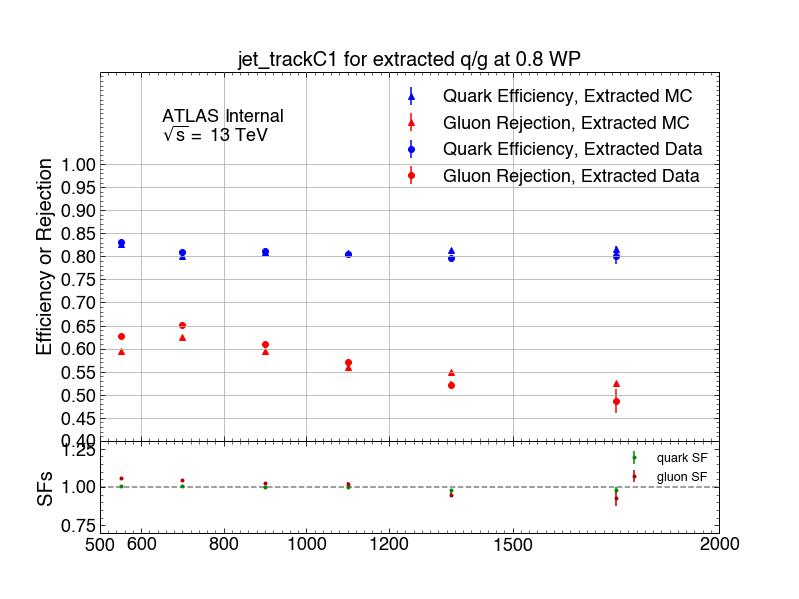 jet_trackC1 for extracted q/g at 0.8 WP
ATLAS Internal
√s = 13 TeV
Quark Efficiency, Extracted MC
Gluon Rejection, Extracted MC
Quark Efficiency, Extracted Data
Gluon Rejection, Extracted Data
Efficiency or Rejection
1.00
0.95
0.90
0.85
0.80
0.75
0.70
0.65
0.60
0.55
0.50
0.45
0.40
SFs
1.25
1.00
0.75
quark SF
gluon SF
500 600 800 1000 1200 1500 2000